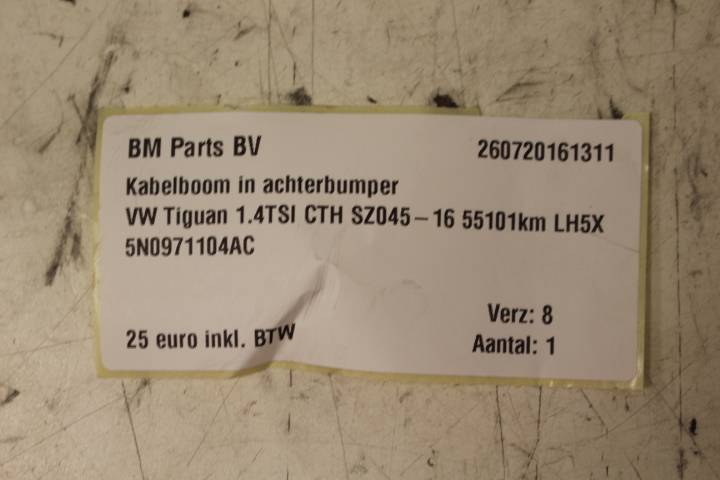 BM Parts BV 260720161311
Kabelboom in achterbumper
VW Tiguan 1.4TSI CTH SZ045-16 55101km LH5X
5N0971104AC
Verz: 8
25 euro inkl. BTW
Aantal: 1